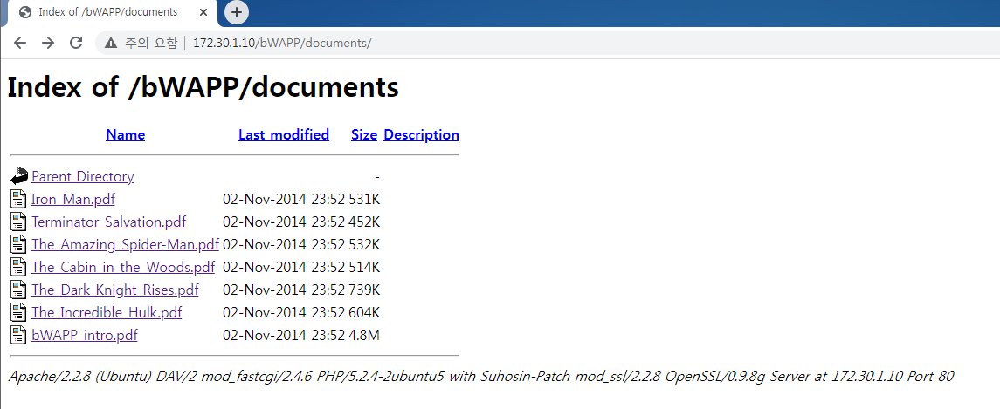 Index of /bWAPP/documents
주의 요함 172.30.1.10/bWAPP/documents/
Index of /bWAPP/documents
Name Last modified Size Description
Parent Directory -
Iron_Man.pdf 02-Nov-2014 23:52 531K
Terminator_Salvation.pdf 02-Nov-2014 23:52 452K
The_Amazing_Spider-Man.pdf 02-Nov-2014 23:52 532K
The_Cabin_in_the_Woods.pdf 02-Nov-2014 23:52 514K
The_Dark_Knight_Rises.pdf 02-Nov-2014 23:52 739K
The_Incredible_Hulk.pdf 02-Nov-2014 23:52 604K
bWAPP_intro.pdf 02-Nov-2014 23:52 4.8M
Apache/2.2.8 (Ubuntu) DAV/2 mod_fastcgi/2.4.6 PHP/5.2.4-2ubuntu5 with Suhosin-Patch mod_ssl/2.2.8 OpenSSL/0.9.8g Server at 172.30.1.10 Port 80